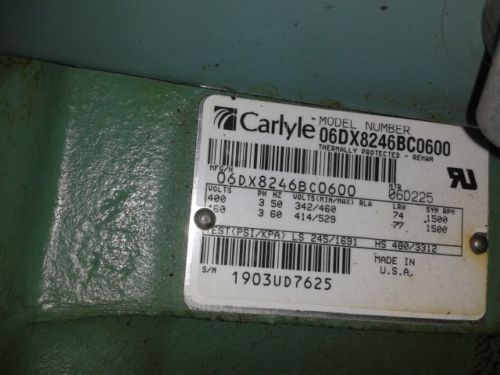 Carlyle MODEL NUMBER
06DX8246BC0600
THERMALLY PROTECTED - REMAN
MFG/N
06DX8246BC0600
MTR
06D225
VOLTS PH HZ VOLTS(MIN/MAX) RLA LRA SYN RPM
400 3 50 342/460 74 1500
460 3 60 414/529 77 1500
TEST(PSI/KPA) LS 245/1691 HS 480/3312
S/N
1903UD7625
MADE IN
U.S.A.